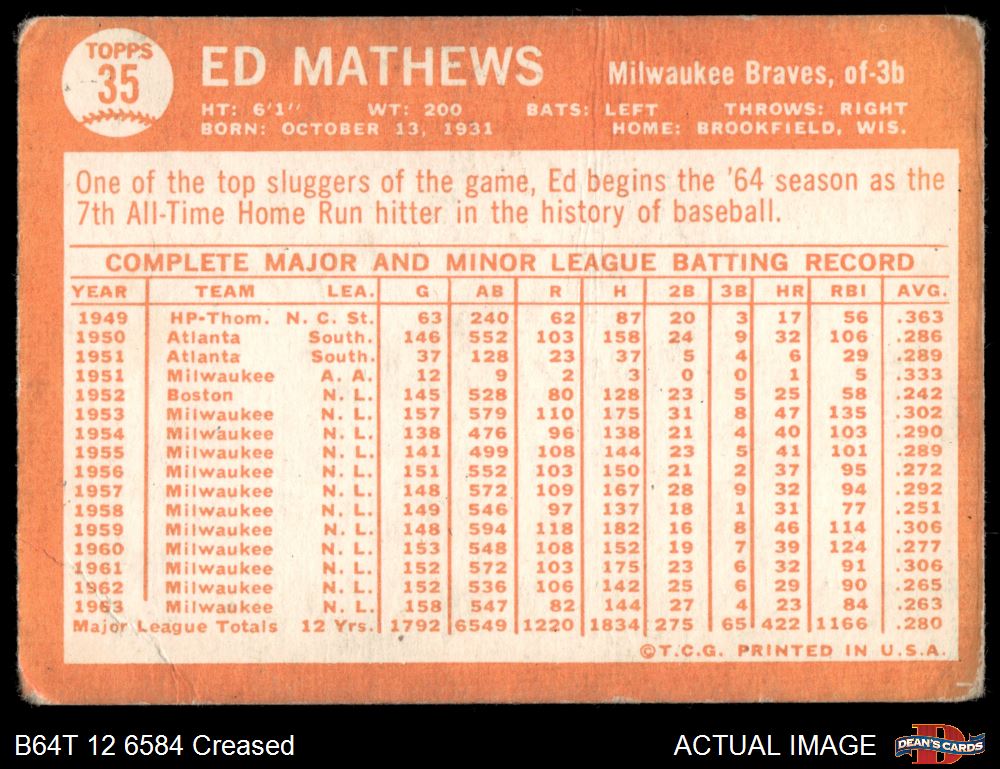 TOPPS
35
ED MATHEWS
Milwaukee Braves, of-3b
HT: 6'1" WT: 200 BATS: LEFT THROWS: RIGHT
BORN: OCTOBER 13, 1931 HOME: BROOKFIELD, WIS.
One of the top sluggers of the game, Ed begins the '64 season as the
7th All-Time Home Run hitter in the history of baseball.
COMPLETE MAJOR AND MINOR LEAGUE BATTING RECORD
YEAR TEAM LEA. G AB R H 2B 3B HR RBI AVG.
1949 HP-Thom. N. C. St. 63 240 62 87 20 3 17 56 .363
1950 Atlanta South. 146 552 103 158 24 9 32 106 .286
1951 Atlanta South. 37 128 23 37 5 4 6 29 .289
1951 Milwaukee A. A. 12 9 2 3 0 0 1 5 .333
1952 Boston N. L. 145 528 80 128 23 5 25 58 .242
1953 Milwaukee N. L. 157 579 110 175 31 8 47 135 .302
1954 Milwaukee N. L. 138 476 96 138 21 4 40 103 .290
1955 Milwaukee N. L. 141 499 108 144 23 5 41 101 .289
1956 Milwaukee N. L. 151 552 103 150 21 2 37 95 .272
1957 Milwaukee N. L. 148 572 109 167 28 9 32 94 .292
1958 Milwaukee N. L. 149 546 97 137 18 1 31 77 .251
1959 Milwaukee N. L. 148 594 118 182 16 8 46 114 .306
1960 Milwaukee N. L. 153 548 108 152 19 7 39 124 .277
1961 Milwaukee N. L. 152 572 103 175 23 6 32 91 .306
1962 Milwaukee N. L. 152 536 106 142 25 6 29 90 .265
1963 Milwaukee N. L. 158 547 82 144 27 4 23 84 .263
Major League Totals 12 Yrs. 1792 6549 1220 1834 275 65 422 1166 .280
©T.C.G. PRINTED IN U.S.A.
B64T 12 6584 Creased
ACTUAL IMAGE
DEAN'S CARDS